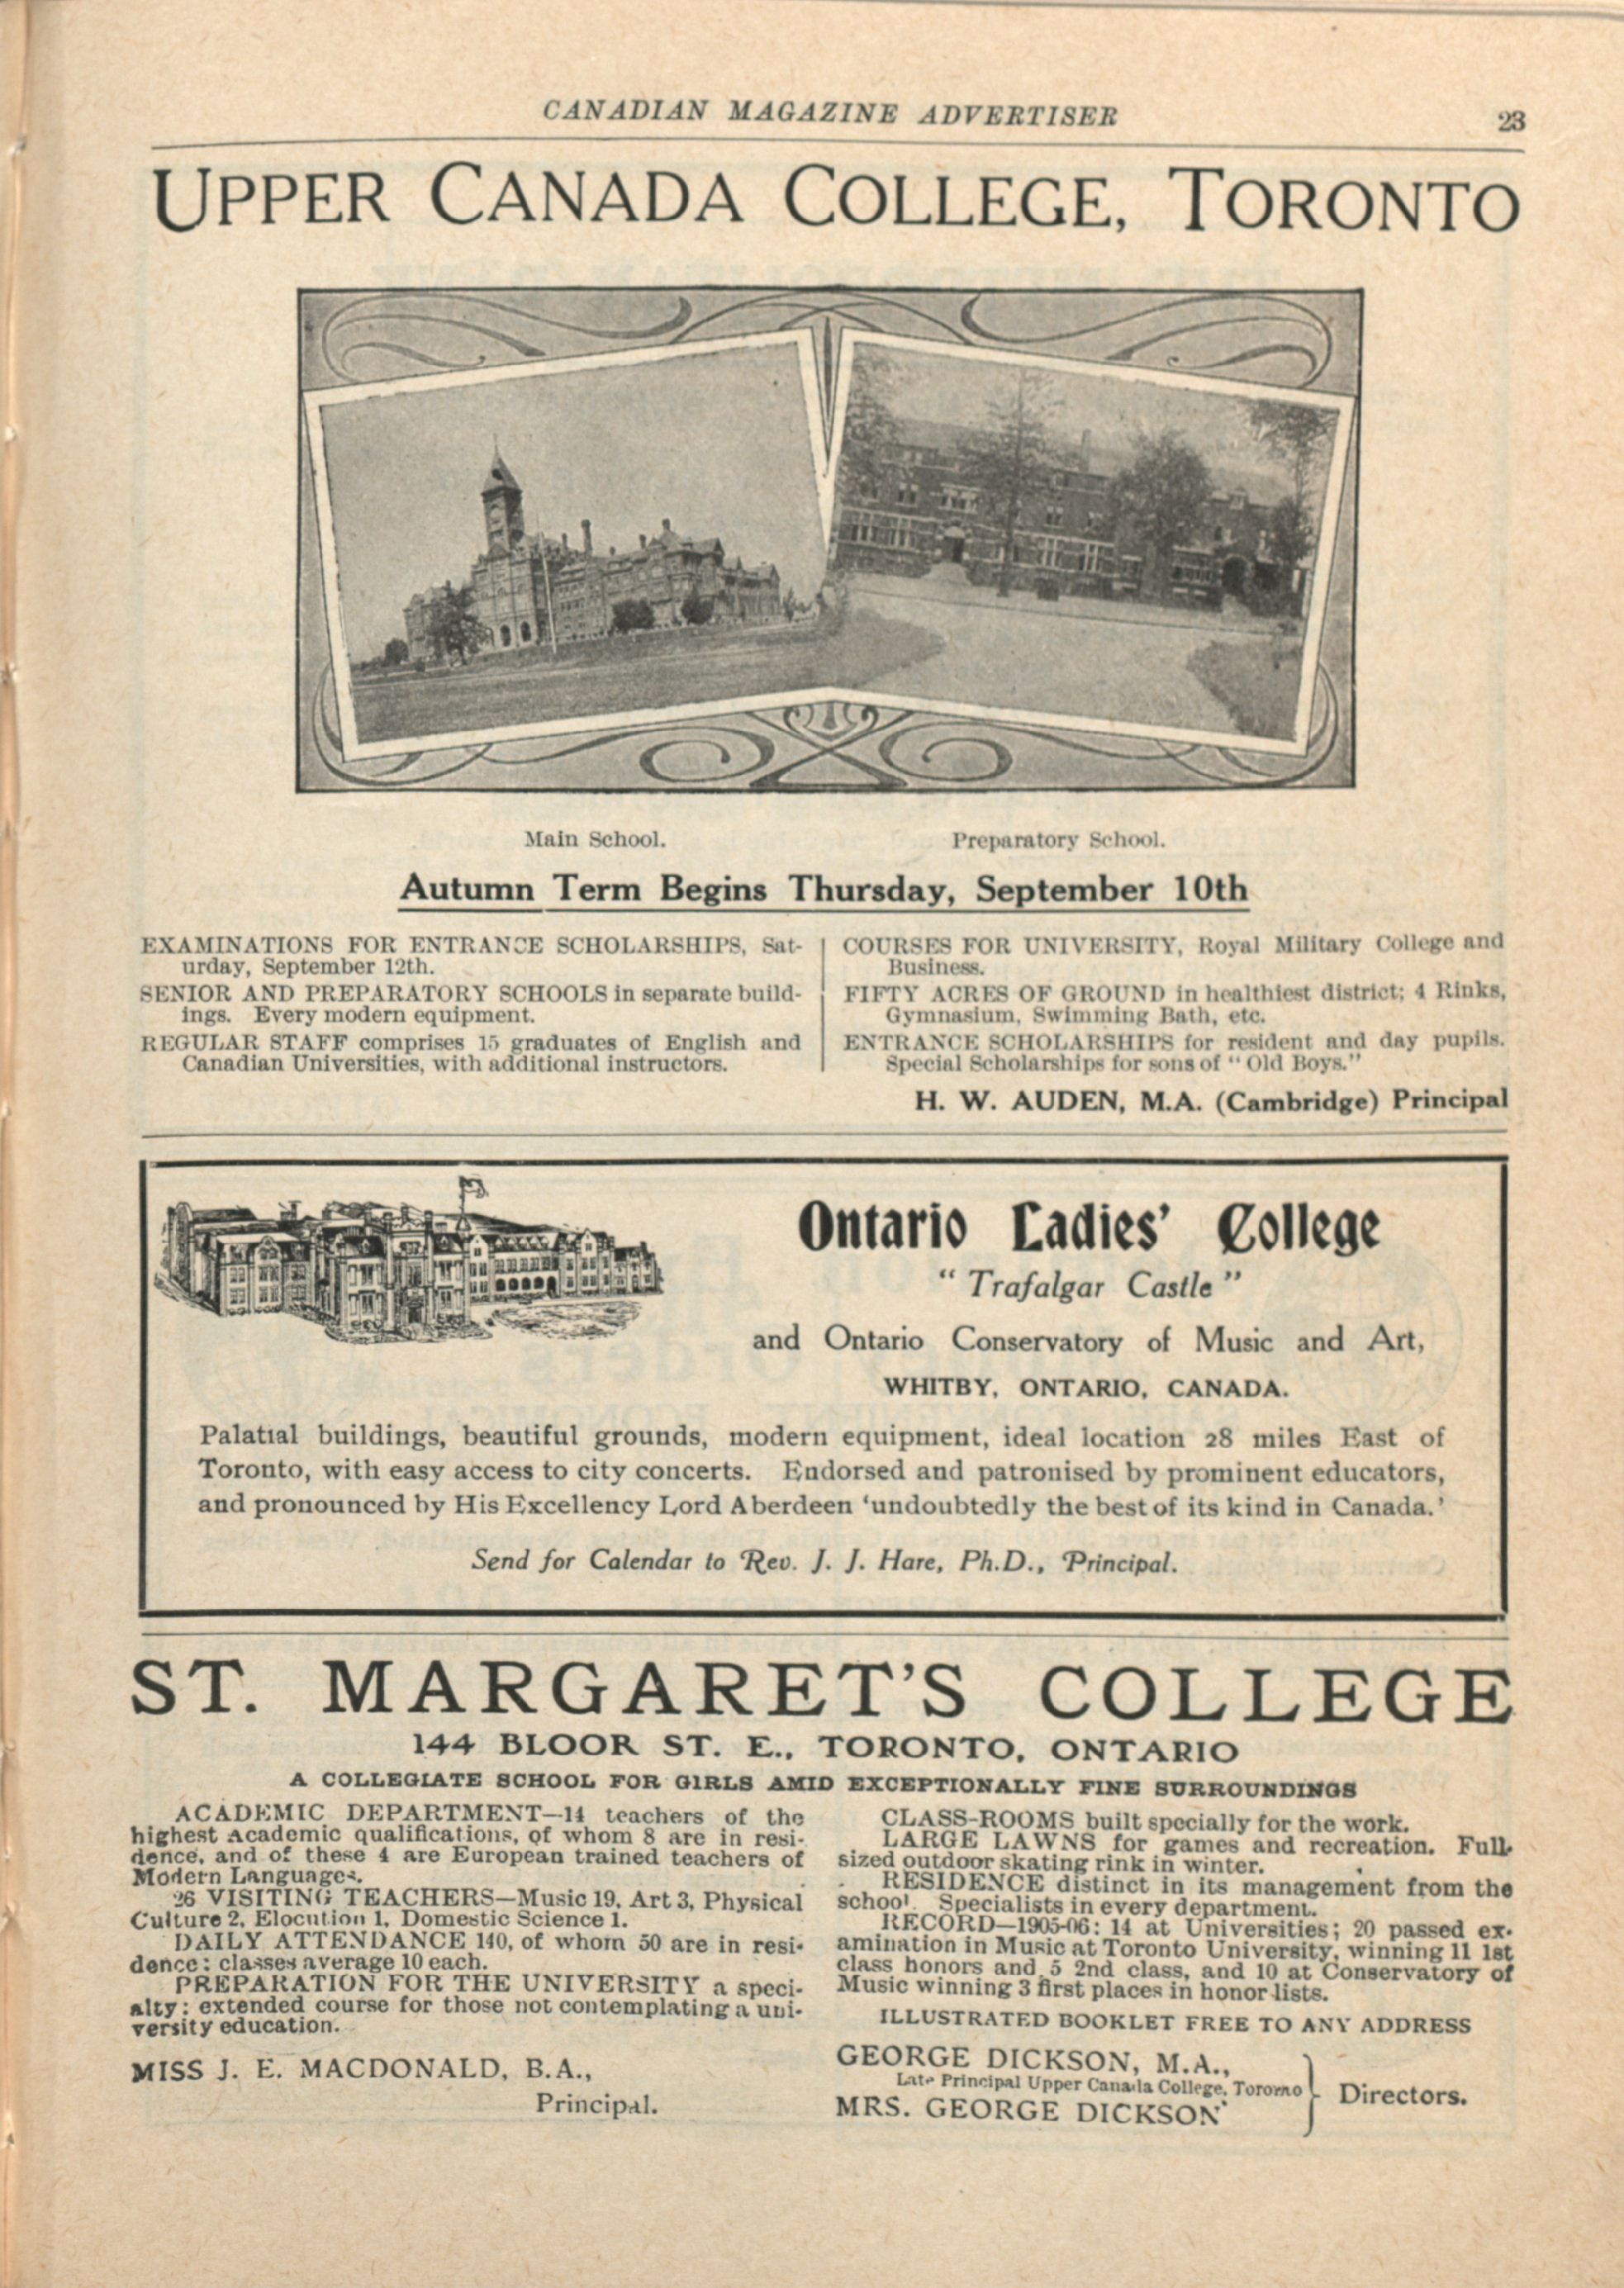 CANADIAN MAGAZINE ADVERTISER 23
UPPER CANADA COLLEGE, TORONTO
Main School. Preparatory School.
Autumn Term Begins Thursday, September 10th
EXAMINATIONS FOR ENTRANCE SCHOLARSHIPS, Sat-
urday, September 12th.
SENIOR AND PREPARATORY SCHOOLS in separate build-
ings. Every modern equipment.
REGULAR STAFF comprises 15 graduates of English and
Canadian Universities, with additional instructors.
COURSES FOR UNIVERSITY, Royal Military College and
Business.
FIFTY ACRES OF GROUND in healthiest district; 4 Rinks,
Gymnasium, Swimming Bath, etc.
ENTRANCE SCHOLARSHIPS for resident and day pupils.
Special Scholarships for sons of "Old Boys."
H. W. AUDEN, M.A. (Cambridge) Principal
Ontario Ladies' College
"Trafalgar Castle"
and Ontario Conservatory of Music and Art,
WHITBY, ONTARIO, CANADA.
Palatial buildings, beautiful grounds, modern equipment, ideal location 28 miles East of
Toronto, with easy access to city concerts. Endorsed and patronised by prominent educators,
and pronounced by His Excellency Lord Aberdeen 'undoubtedly the best of its kind in Canada.'
Send for Calendar to Rev. J. J. Hare, Ph.D., Principal.
ST. MARGARET'S COLLEGE
144 BLOOR ST. E., TORONTO, ONTARIO
A COLLEGIATE SCHOOL FOR GIRLS AMID EXCEPTIONALLY FINE SURROUNDINGS
ACADEMIC DEPARTMENT—14 teachers of the
highest Academic qualifications, of whom 8 are in resi-
dence, and of these 4 are European trained teachers of
Modern Languages.
26 VISITING TEACHERS—Music 19, Art 3, Physical
Culture 2, Elocution 1, Domestic Science 1.
DAILY ATTENDANCE 140, of whom 50 are in resi-
dence; classes average 10 each.
PREPARATION FOR THE UNIVERSITY a speci-
alty; extended course for those not contemplating a uni-
versity education.
MISS J. E. MACDONALD, B.A.,
Principal.
CLASS-ROOMS built specially for the work.
LARGE LAWNS for games and recreation. Full-
sized outdoor skating rink in winter.
RESIDENCE distinct in its management from the
school. Specialists in every department.
RECORD—1905-06: 14 at Universities; 20 passed ex-
amination in Music at Toronto University, winning 11 1st
class honors and 5 2nd class, and 10 at Conservatory of
Music winning 3 first places in honor lists.
ILLUSTRATED BOOKLET FREE TO ANY ADDRESS
GEORGE DICKSON, M.A.,
Late Principal Upper Canada College, Toronto
MRS. GEORGE DICKSON
Directors.